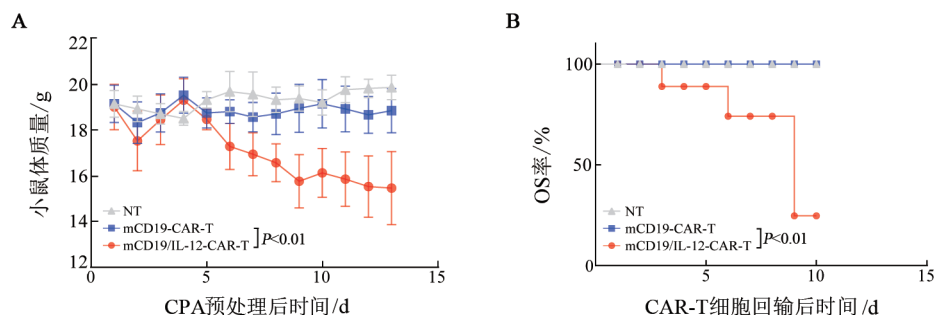 A
小鼠体质量/g
22
20
18
16
14
12
NT
mCD19-CAR-T
mCD19/IL-12-CAR-T
P<0.01
0
5
10
15
CPA预处理后时间/d
B
OS率/%
100
50
0
NT
mCD19-CAR-T
mCD19/IL-12-CAR-T
P<0.01
5
10
15
CAR-T细胞回输后时间/d